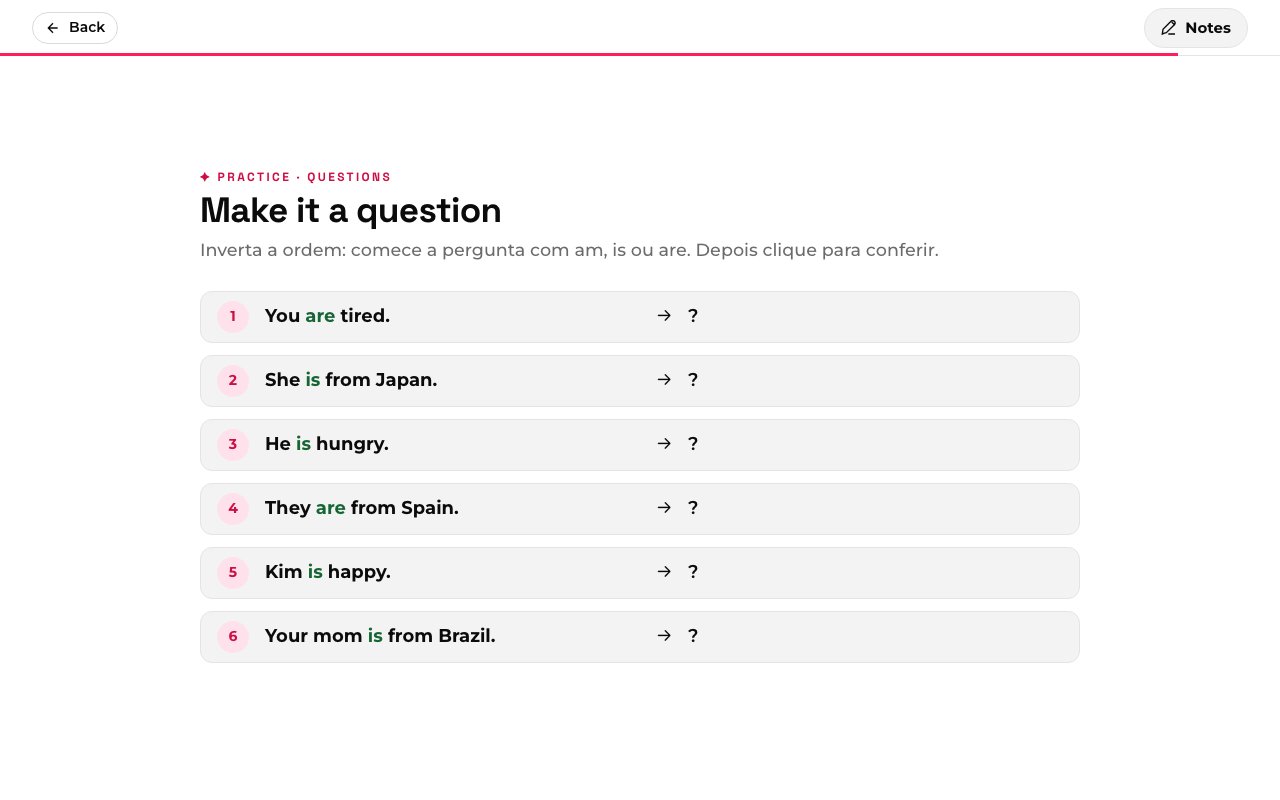 Back
Notes
PRACTICE · QUESTIONS
Make it a question
Inverta a ordem: comece a pergunta com am, is ou are. Depois clique para conferir.
1 You are tired. → ?
2 She is from Japan. → ?
3 He is hungry. → ?
4 They are from Spain. → ?
5 Kim is happy. → ?
6 Your mom is from Brazil. → ?